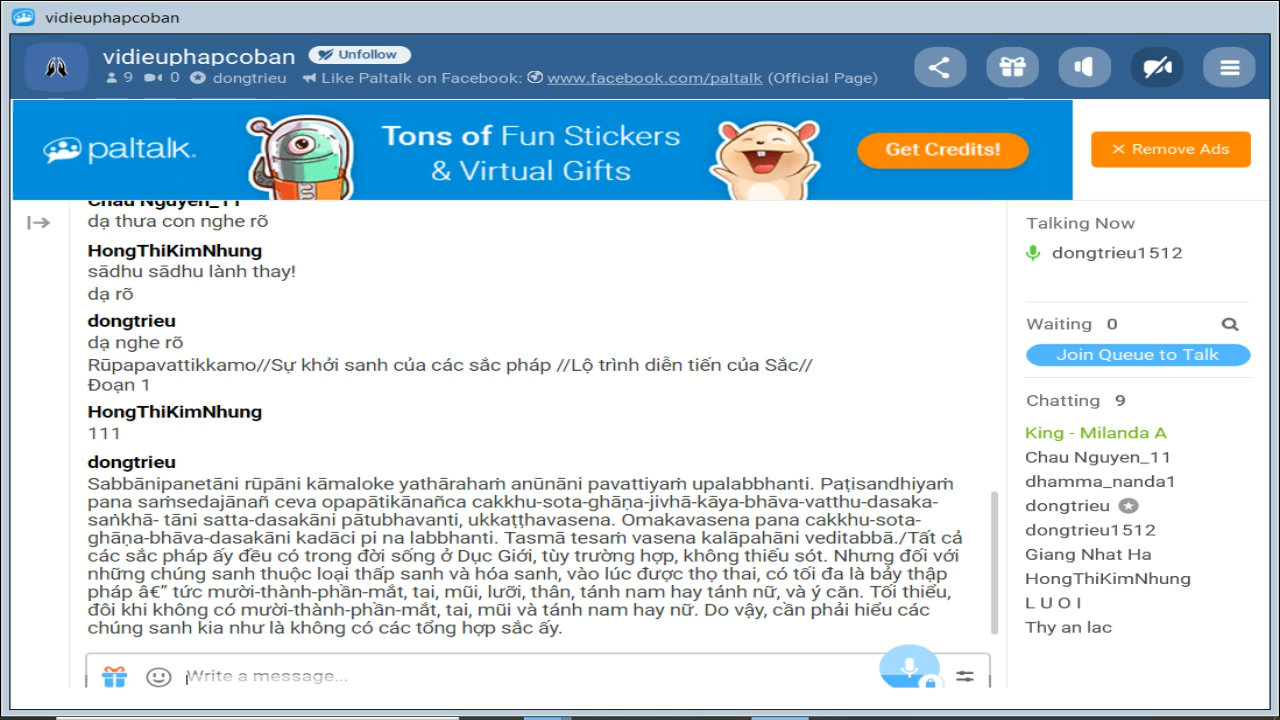 vidieuphapcoban
vidieuphapcoban Unfollow
9 0 dongtrieu Like Paltalk on Facebook: www.facebook.com/paltalk (Official Page)
paltalk.
Tons of Fun Stickers
& Virtual Gifts
Get Credits!
× Remove Ads
Chau Nguyen_11
dạ thưa con nghe rõ
HongThiKimNhung
sādhu sādhu lành thay!
dạ rõ
dongtrieu
dạ nghe rõ
Rūpapavattikkamo//Sự khởi sanh của các sắc pháp //Lộ trình diễn tiến của Sắc//
Đoạn 1
HongThiKimNhung
111
dongtrieu
Sabbānipanetāni rūpāni kāmaloke yathārahaṁ anūnāni pavattiyaṁ upalabbhanti. Paṭisandhiyaṁ
pana saṁsedajānañ ceva opapātikānañca cakkhu-sota-ghāṇa-jivhā-kāya-bhāva-vatthu-dasaka-
saṅkhā- tāni satta-dasakāni pātubhavanti, ukkaṭṭhavasena. Omakavasena pana cakkhu-sota-
ghāṇa-bhāva-dasakāni kadāci pi na labbhanti. Tasmā tesaṁ vasena kalāpahāni veditabbā./Tất cả
các sắc pháp ấy đều có trong đời sống ở Dục Giới, tùy trường hợp, không thiếu sót. Nhưng đối với
những chúng sanh thuộc loại thấp sanh và hóa sanh, vào lúc được thọ thai, có tối đa là bảy thập
pháp â€” tức mười-thành-phần-mắt, tai, mũi, lưỡi, thân, tánh nam hay tánh nữ, và ý căn. Tối thiểu,
đôi khi không có mười-thành-phần-mắt, tai, mũi và tánh nam hay nữ. Do vậy, cần phải hiểu các
chúng sanh kia như là không có các tổng hợp sắc ấy.
Write a message...
Talking Now
dongtrieu1512
Waiting 0
Join Queue to Talk
Chatting 9
King - Milanda A
Chau Nguyen_11
dhamma_nanda1
dongtrieu
dongtrieu1512
Giang Nhat Ha
HongThiKimNhung
L U O I
Thy an lac